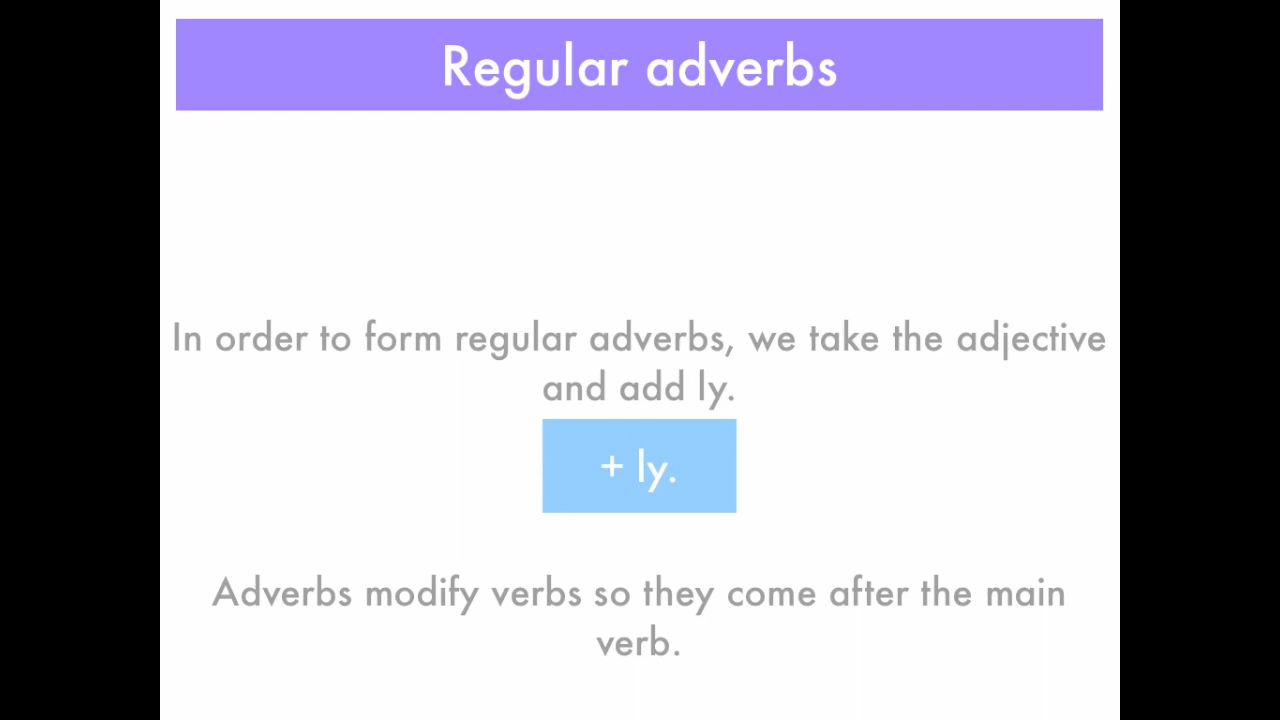 Regular adverbs
In order to form regular adverbs, we take the adjective
and add ly.
+ ly.
Adverbs modify verbs so they come after the main
verb.